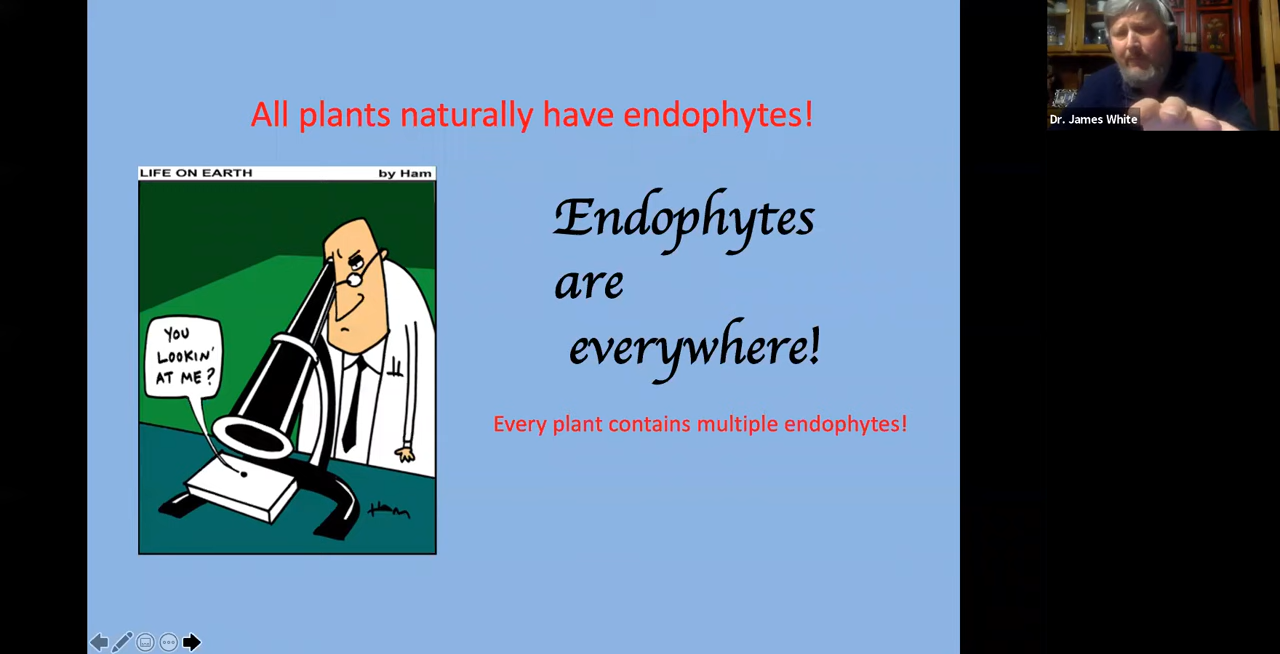 All plants naturally have endophytes!
Dr. James White
LIFE ON EARTH by Ham
Endophytes
are
everywhere!
YOU
LOOKIN'
AT ME?
Every plant contains multiple endophytes!
Ham